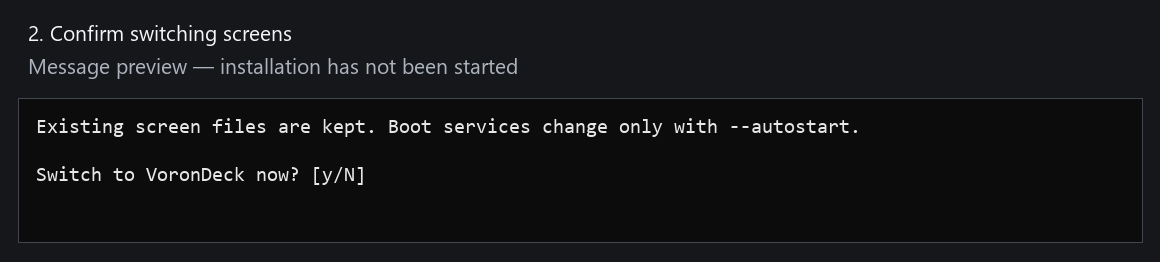 2. Confirm switching screens
Message preview — installation has not been started
Existing screen files are kept. Boot services change only with --autostart.
Switch to VoronDeck now? [y/N]